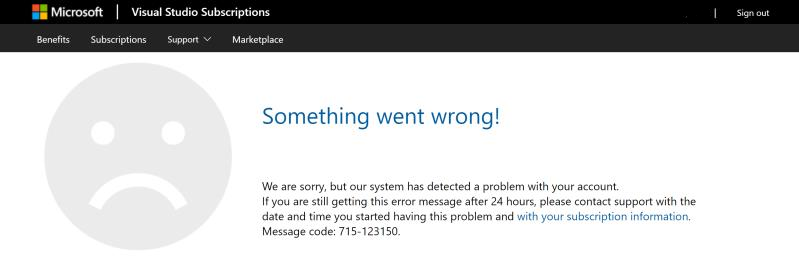 Microsoft | Visual Studio Subscriptions | Sign out
Benefits Subscriptions Support Marketplace
Something went wrong!
We are sorry, but our system has detected a problem with your account.
If you are still getting this error message after 24 hours, please contact support with the
date and time you started having this problem and with your subscription information.
Message code: 715-123150.